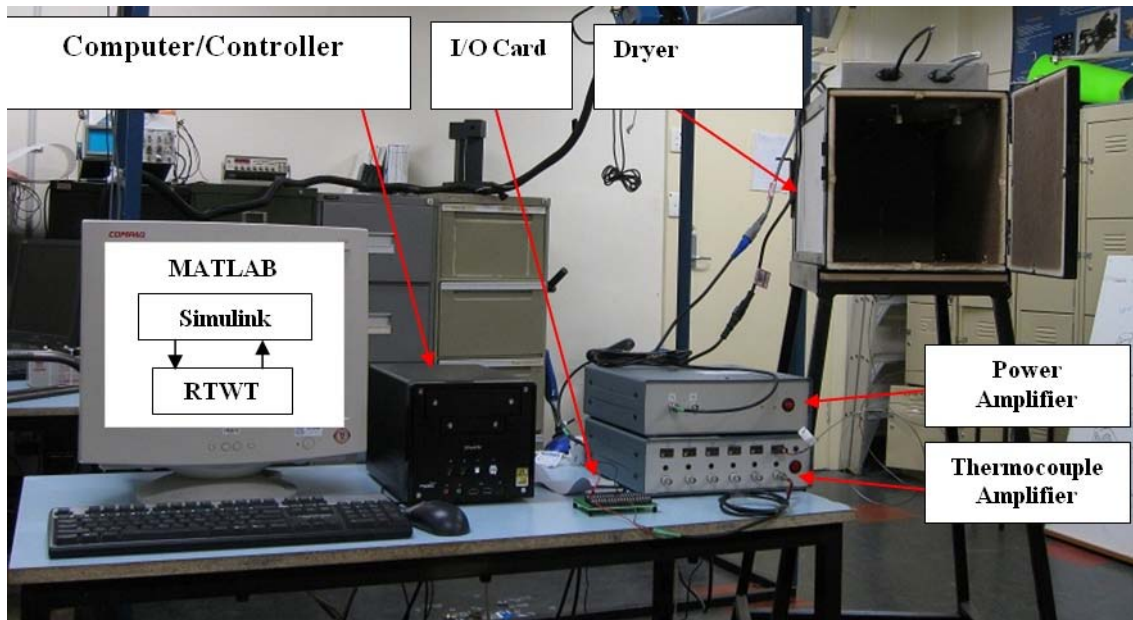 Computer/Controller
I/O Card
Dryer
COMPAQ
MATLAB
Simulink
RTWT
Power
Amplifier
Thermocouple
Amplifier